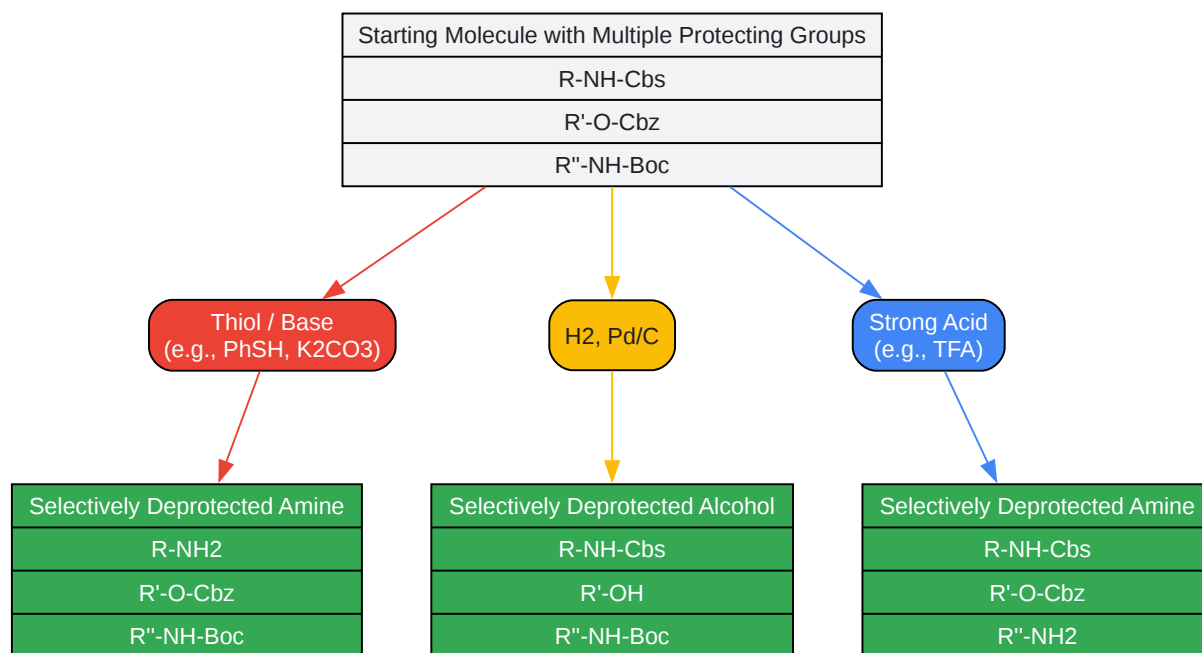 Starting Molecule with Multiple Protecting Groups
R-NH-Cbs
R'-O-Cbz
R''-NH-Boc
Thiol / Base
(e.g., PhSH, K2CO3)
H2, Pd/C
Strong Acid
(e.g., TFA)
Selectively Deprotected Amine
R-NH2
R'-O-Cbz
R''-NH-Boc
Selectively Deprotected Alcohol
R-NH-Cbs
R'-OH
R''-NH-Boc
Selectively Deprotected Amine
R-NH-Cbs
R'-O-Cbz
R''-NH2